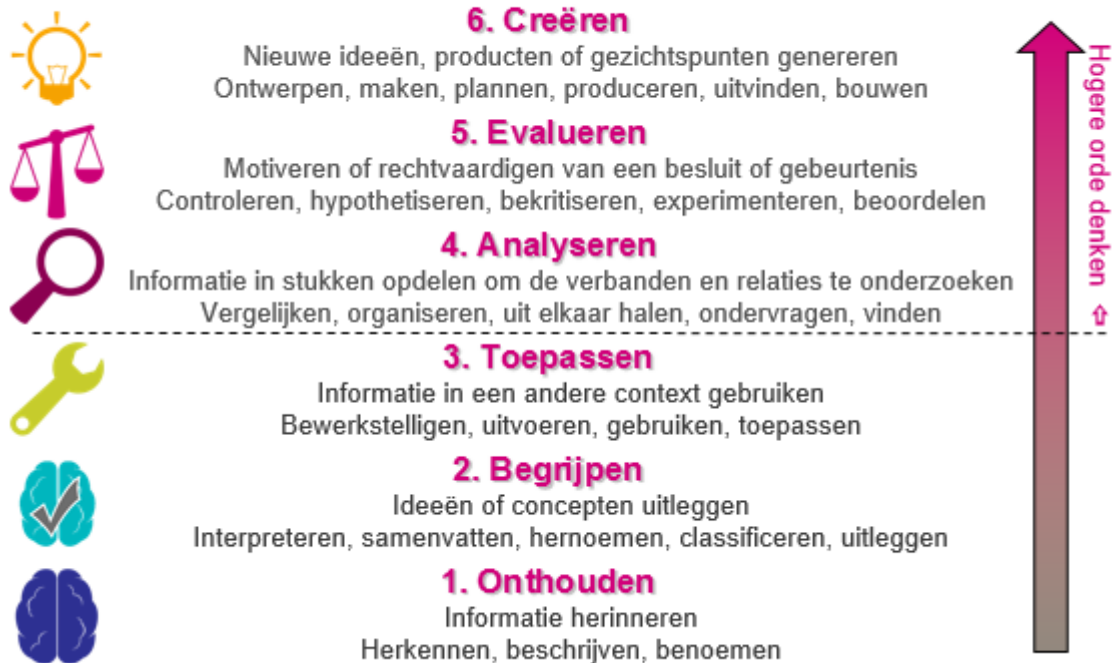 6. Creëren
Nieuwe ideeën, producten of gezichtspunten genereren
Ontwerpen, maken, plannen, produceren, uitvinden, bouwen
5. Evalueren
Motiveren of rechtvaardigen van een besluit of gebeurtenis
Controleren, hypothetiseren, bekritiseren, experimenteren, beoordelen
4. Analyseren
Informatie in stukken opdelen om de verbanden en relaties te onderzoeken
Vergelijken, organiseren, uit elkaar halen, ondervragen, vinden
3. Toepassen
Informatie in een andere context gebruiken
Bewerkstelligen, uitvoeren, gebruiken, toepassen
2. Begrijpen
Ideeën of concepten uitleggen
Interpreteren, samenvatten, hernoemen, classificeren, uitleggen
1. Onthouden
Informatie herinneren
Herkennen, beschrijven, benoemen
Hogere orde denken